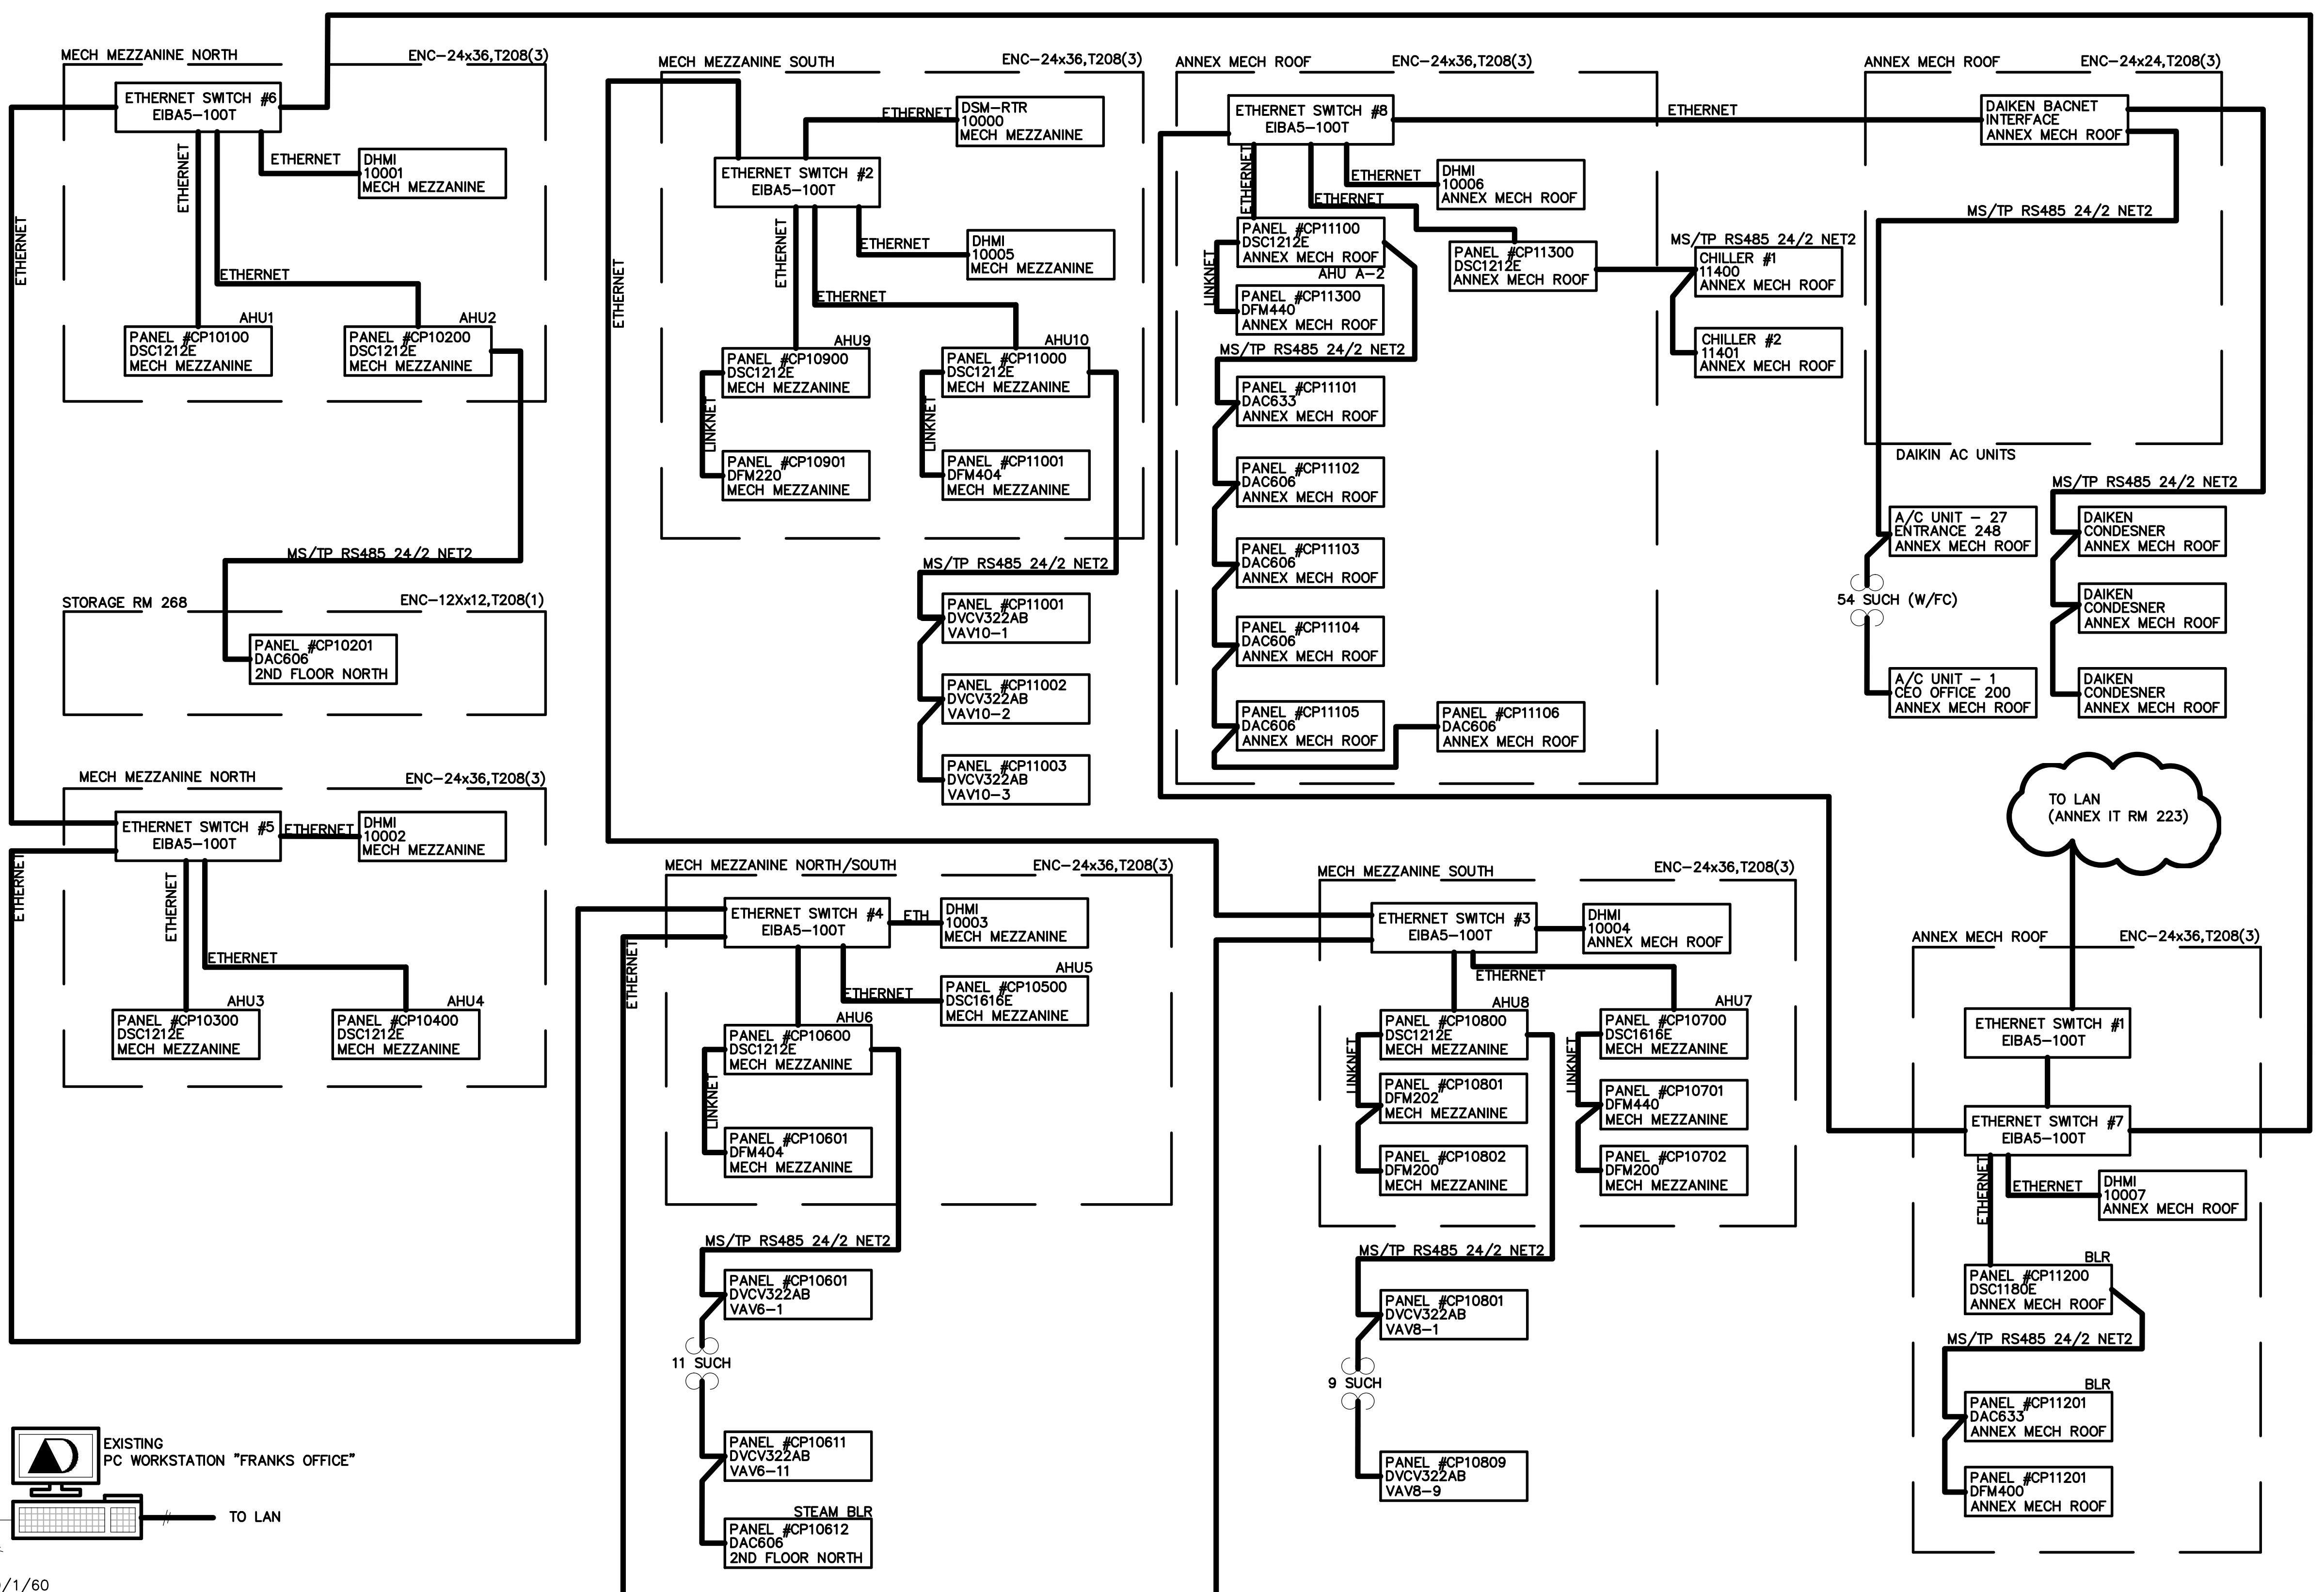 MECH MEZZANINE NORTH
ENC-24x36,T208(3)
ETHERNET SWITCH #6
EIBA5-100T
ETHERNET
ETHERNET
ETHERNET
DHMI
10001
MECH MEZZANINE
ETHERNET
AHU1
PANEL #CP10100
DSC1212E
MECH MEZZANINE
AHU2
PANEL #CP10200
DSC1212E
MECH MEZZANINE
MS/TP RS485 24/2 NET2
STORAGE RM 268
ENC-12Xx12,T208(1)
PANEL #CP10201
DAC606
2ND FLOOR NORTH
MECH MEZZANINE NORTH
ENC-24x36,T208(3)
ETHERNET SWITCH #5
EIBA5-100T
ETHERNET
DHMI
10002
MECH MEZZANINE
ETHERNET
ETHERNET
ETHERNET
AHU3
PANEL #CP10300
DSC1212E
MECH MEZZANINE
AHU4
PANEL #CP10400
DSC1212E
MECH MEZZANINE
EXISTING
PC WORKSTATION "FRANKS OFFICE"
TO LAN
/1/60
MECH MEZZANINE SOUTH
ENC-24x36,T208(3)
ETHERNET
DSM-RTR
10000
MECH MEZZANINE
ETHERNET SWITCH #2
EIBA5-100T
ETHERNET
ETHERNET
ETHERNET
DHMI
10005
MECH MEZZANINE
ETHERNET
AHU9
PANEL #CP10900
DSC1212E
MECH MEZZANINE
LINKNET
PANEL #CP10901
DFM220
MECH MEZZANINE
AHU10
PANEL #CP11000
DSC1212E
MECH MEZZANINE
LINKNET
PANEL #CP11001
DFM404
MECH MEZZANINE
MS/TP RS485 24/2 NET2
PANEL #CP11001
DVCV322AB
VAV10-1
PANEL #CP11002
DVCV322AB
VAV10-2
PANEL #CP11003
DVCV322AB
VAV10-3
MECH MEZZANINE NORTH/SOUTH
ENC-24x36,T208(3)
ETHERNET SWITCH #4
EIBA5-100T
ETH
DHMI
10003
MECH MEZZANINE
ETHERNET
ETHERNET
AHU5
PANEL #CP10500
DSC1616E
MECH MEZZANINE
AHU6
PANEL #CP10600
DSC1212E
MECH MEZZANINE
LINKNET
PANEL #CP10601
DFM404
MECH MEZZANINE
MS/TP RS485 24/2 NET2
PANEL #CP10601
DVCV322AB
VAV6-1
11 SUCH
PANEL #CP10611
DVCV322AB
VAV6-11
STEAM BLR
PANEL #CP10612
DAC606
2ND FLOOR NORTH
ANNEX MECH ROOF
ENC-24x36,T208(3)
ETHERNET SWITCH #8
EIBA5-100T
ETHERNET
ETHERNET
ETHERNET
DHMI
10006
ANNEX MECH ROOF
ETHERNET
PANEL #CP11100
DSC1212E
ANNEX MECH ROOF
AHU A-2
LINKNET
PANEL #CP11300
DFM440
ANNEX MECH ROOF
PANEL #CP11300
DSC1212E
ANNEX MECH ROOF
MS/TP RS485 24/2 NET2
CHILLER #1
11400
ANNEX MECH ROOF
CHILLER #2
11401
ANNEX MECH ROOF
MS/TP RS485 24/2 NET2
PANEL #CP11101
DAC633
ANNEX MECH ROOF
PANEL #CP11102
DAC606
ANNEX MECH ROOF
PANEL #CP11103
DAC606
ANNEX MECH ROOF
PANEL #CP11104
DAC606
ANNEX MECH ROOF
PANEL #CP11105
DAC606
ANNEX MECH ROOF
PANEL #CP11106
DAC606
ANNEX MECH ROOF
MECH MEZZANINE SOUTH
ENC-24x36,T208(3)
ETHERNET SWITCH #3
EIBA5-100T
DHMI
10004
ANNEX MECH ROOF
ETHERNET
AHU8
PANEL #CP10800
DSC1212E
MECH MEZZANINE
LINKNET
PANEL #CP10801
DFM202
MECH MEZZANINE
PANEL #CP10802
DFM200
MECH MEZZANINE
AHU7
PANEL #CP10700
DSC1616E
MECH MEZZANINE
LINKNET
PANEL #CP10701
DFM440
MECH MEZZANINE
PANEL #CP10702
DFM200
MECH MEZZANINE
MS/TP RS485 24/2 NET2
PANEL #CP10801
DVCV322AB
VAV8-1
9 SUCH
PANEL #CP10809
DVCV322AB
VAV8-9
ANNEX MECH ROOF
ENC-24x24,T208(3)
DAIKEN BACNET
INTERFACE
ANNEX MECH ROOF
MS/TP RS485 24/2 NET2
DAIKIN AC UNITS
MS/TP RS485 24/2 NET2
A/C UNIT - 27
ENTRANCE 248
ANNEX MECH ROOF
54 SUCH (W/FC)
A/C UNIT - 1
CEO OFFICE 200
ANNEX MECH ROOF
DAIKEN
CONDESNER
ANNEX MECH ROOF
DAIKEN
CONDESNER
ANNEX MECH ROOF
DAIKEN
CONDESNER
ANNEX MECH ROOF
TO LAN
(ANNEX IT RM 223)
ANNEX MECH ROOF
ENC-24x36,T208(3)
ETHERNET SWITCH #1
EIBA5-100T
ETHERNET SWITCH #7
EIBA5-100T
ETHERNET
ETHERNET
DHMI
10007
ANNEX MECH ROOF
BLR
PANEL #CP11200
DSC1180E
ANNEX MECH ROOF
MS/TP RS485 24/2 NET2
BLR
PANEL #CP11201
DAC633
ANNEX MECH ROOF
PANEL #CP11201
DFM400
ANNEX MECH ROOF